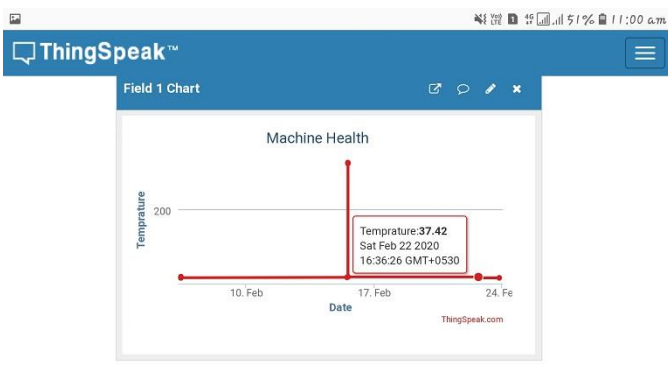 51% 11:00 am
ThingSpeak™
Field 1 Chart
Machine Health
Temprature
200
Temprature:37.42
Sat Feb 22 2020
16:36:26 GMT+0530
10. Feb 17. Feb 24. Fe
Date
ThingSpeak.com